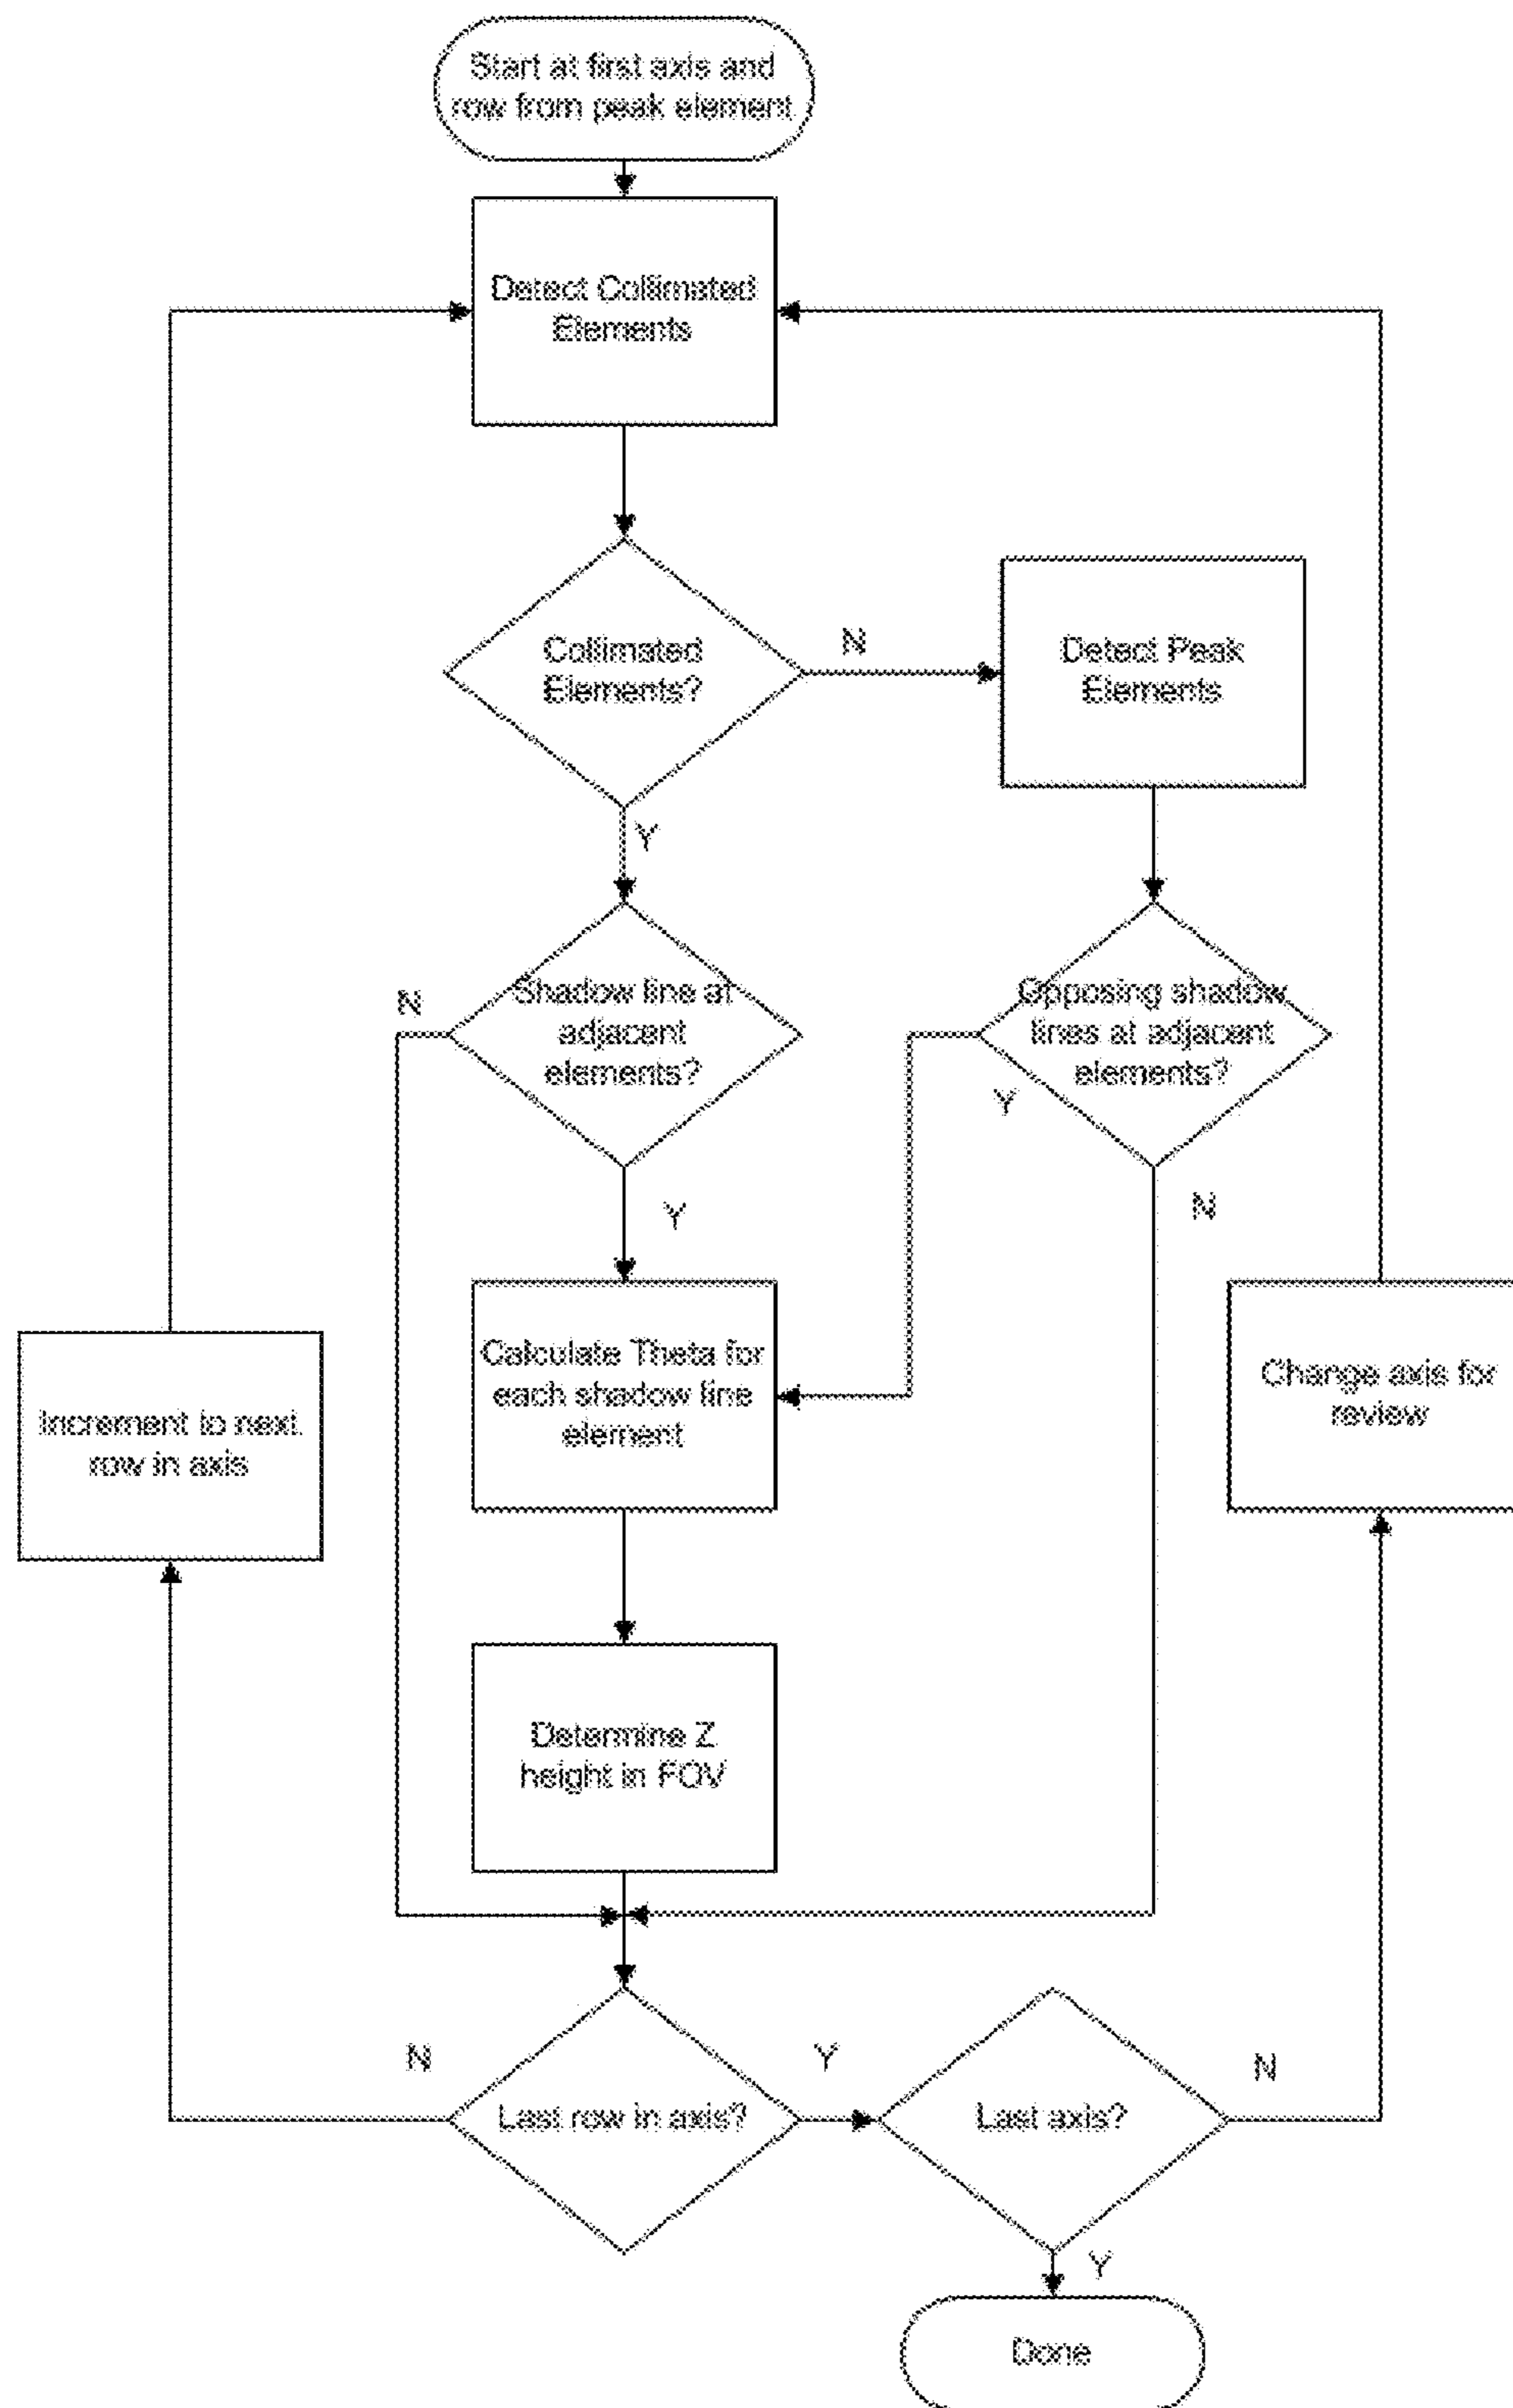 Start at first axis and
row from peak element
Detect Collimated
Elements
Collimated
Elements?
N
Detect Peak
Elements
Y
Shadow line at
adjacent
elements?
N
Opposing shadow
lines at adjacent
elements?
Y
Y
N
Calculate Theta for
each shadow line
element
Change axis for
review
Increment to next
row in axis
Determine Z
height in FOV
N
Last row in axis?
Y
Last axis?
N
Y
Done